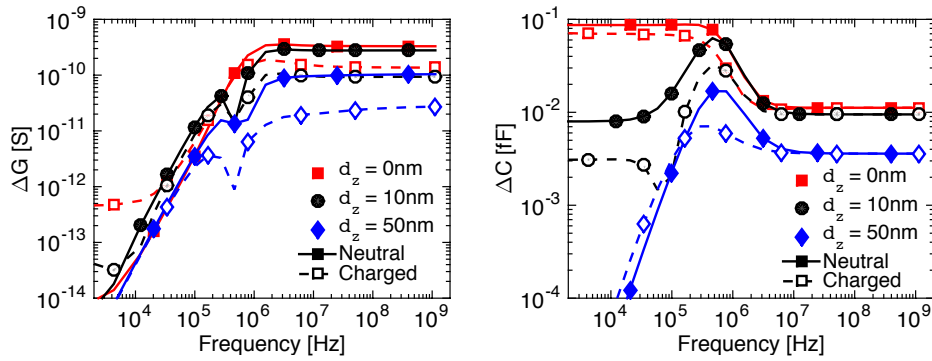 10^-9
10^-10
10^-11
10^-12
10^-13
10^-14
ΔG [S]
d_z = 0nm
d_z = 10nm
d_z = 50nm
Neutral
Charged
10^4 10^5 10^6 10^7 10^8 10^9
Frequency [Hz]
10^-1
10^-2
10^-3
10^-4
ΔC [fF]
d_z = 0nm
d_z = 10nm
d_z = 50nm
Neutral
Charged
10^4 10^5 10^6 10^7 10^8 10^9
Frequency [Hz]